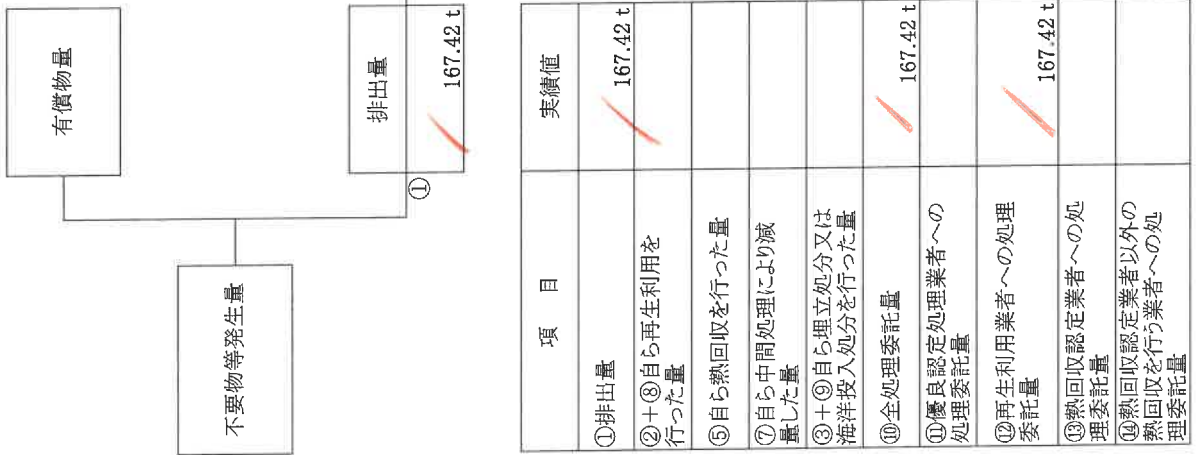 有償物量
不要物等発生量
排出量
①
167.42 t
項　目
実績値
①排出量
167.42 t
②+⑧自ら再生利用を
行った量
⑤自ら熱回収を行った量
⑦自ら中間処理により減
量した量
③+⑨自ら埋立処分又は
海洋投入処分を行った量
⑩全処理委託量
167.42 t
⑪優良認定処理業者への
処理委託量
⑫再生利用業者への処理
委託量
167.42 t
⑬熱回収認定業者への処
理委託量
⑭熱回収認定業者以外の
熱回収を行う業者への処
理委託量